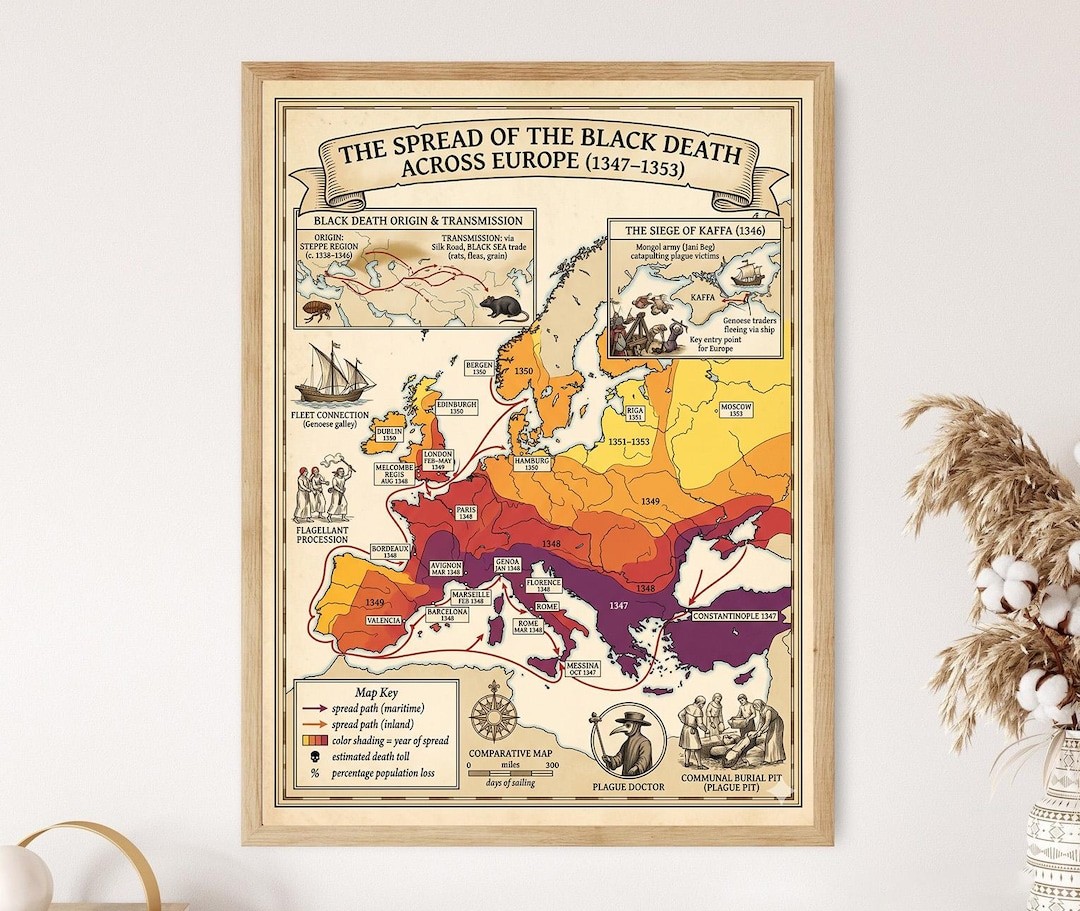 THE SPREAD OF THE BLACK DEATH
ACROSS EUROPE (1347–1353)
BLACK DEATH ORIGIN & TRANSMISSION
ORIGIN:
STEPPE REGION
(c. 1338–1346)
TRANSMISSION: via
Silk Road, BLACK SEA trade
(rats, fleas, grain)
THE SIEGE OF KAFFA (1346)
Mongol army (Jani Beg)
catapulting plague victims
KAFFA
Genoese traders
fleeing via ship
Key entry point
for Europe
FLEET CONNECTION
(Genoese galley)
FLAGELLANT
PROCESSION
BERGEN
1350
1350
EDINBURGH
1350
DUBLIN
1350
LONDON
FEB–MAY
1349
MELCOMBE
REGIS
AUG 1348
HAMBURG
1350
RIGA
1351
MOSCOW
1353
1351–1353
1349
PARIS
1348
1348
BORDEAUX
1348
AVIGNON
MAR 1348
GENOA
JAN 1348
FLORENCE
1348
MARSEILLE
FEB 1348
BARCELONA
1348
1349
VALENCIA
ROME
ROME
MAR 1348
1348
1347
CONSTANTINOPLE 1347
MESSINA
OCT 1347
Map Key
spread path (maritime)
spread path (inland)
color shading = year of spread
estimated death toll
% percentage population loss
COMPARATIVE MAP
0 miles 300
days of sailing
PLAGUE DOCTOR
COMMUNAL BURIAL PIT
(PLAGUE PIT)